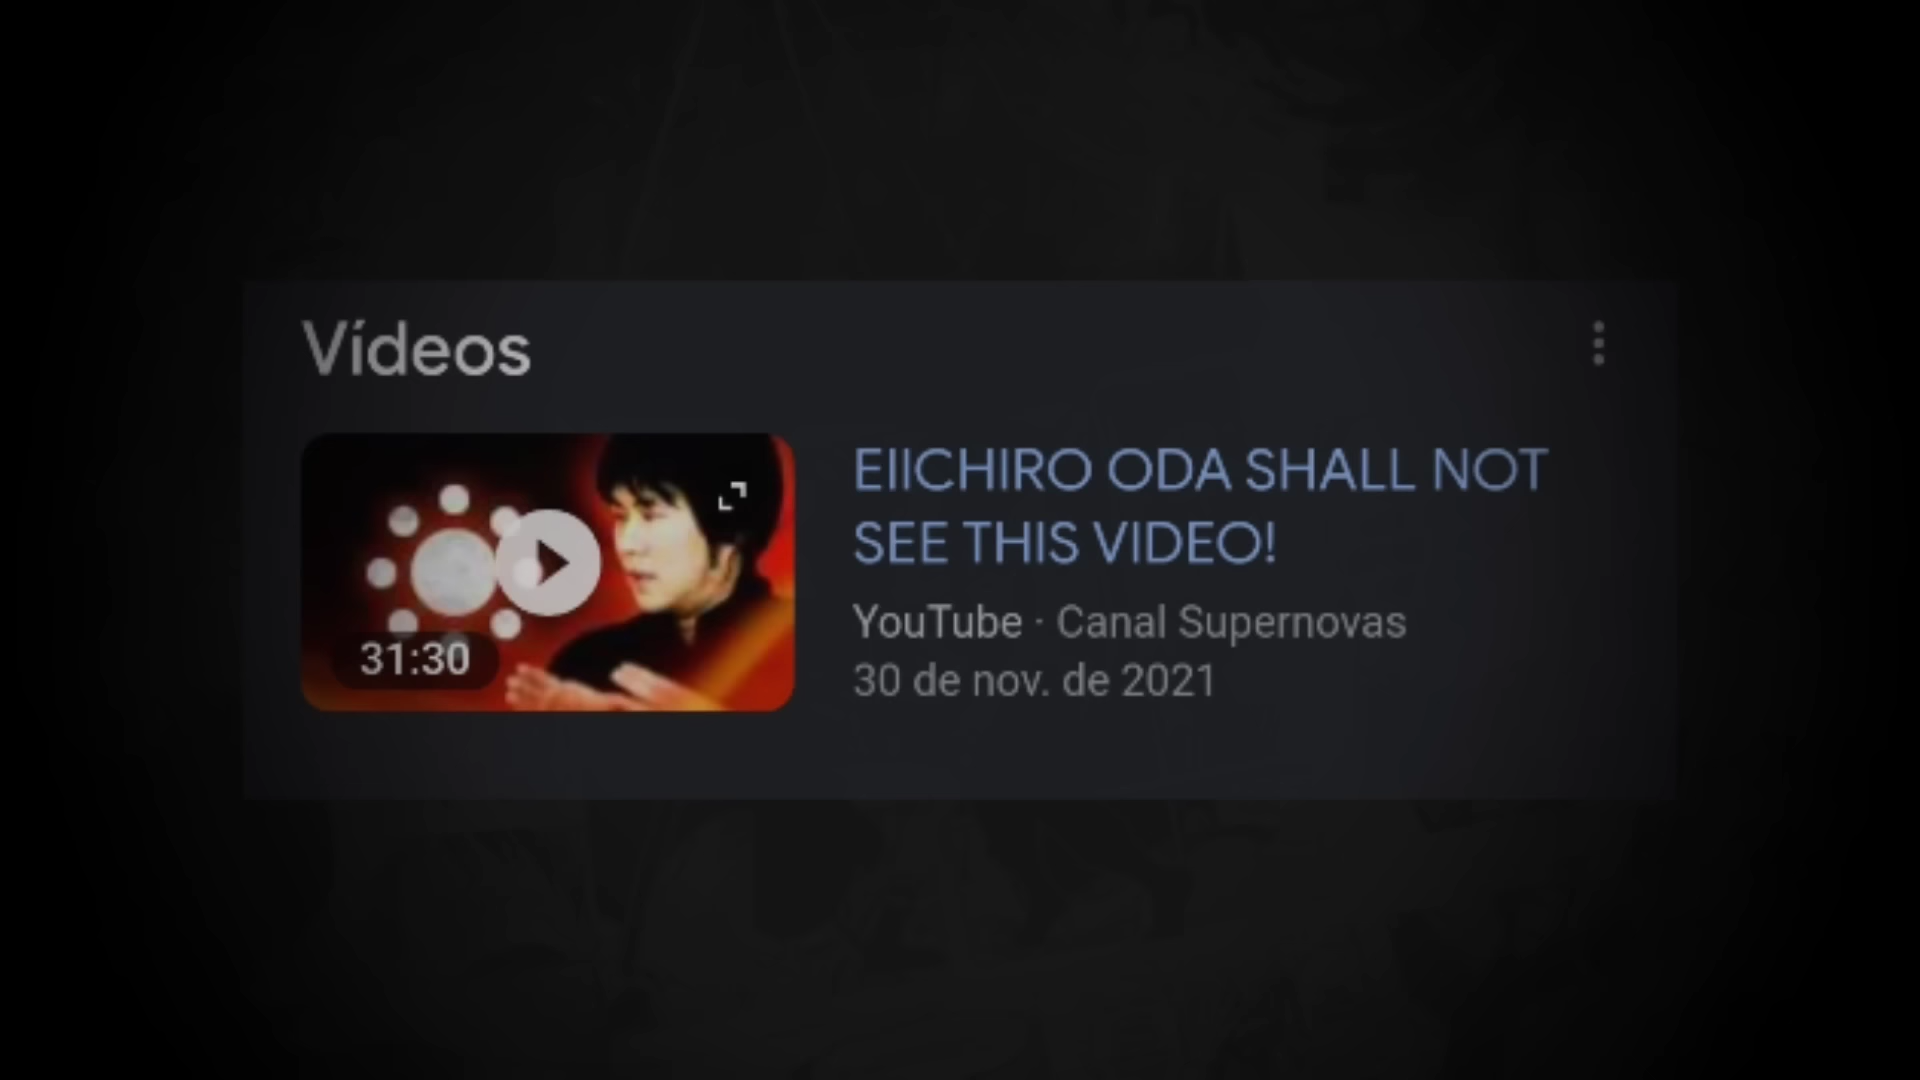 Vídeos
EIICHIRO ODA SHALL NOT
SEE THIS VIDEO!
YouTube · Canal Supernovas
30 de nov. de 2021
31:30